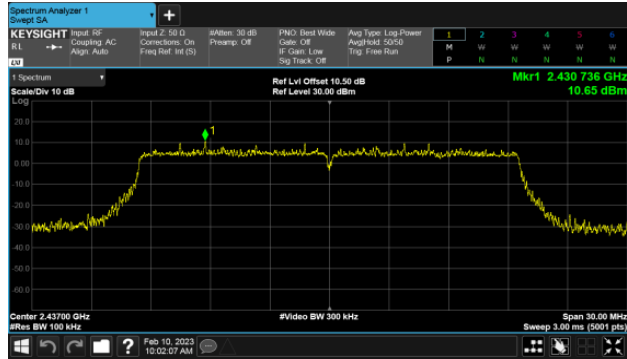 Spectrum Analyzer 1
Swept SA
KEYSIGHT Input: RF Input Z: 50 Ω #Atten: 30 dB PNO: Best Wide Avg Type: Log-Power 1 2 3 4 5 6
RL Coupling: AC Corrections: On Preamp: Off Gate: Off Avg|Hold: 50/50 M W W W W W
Align: Auto Freq Ref: Int (S) IF Gain: Low Trig: Free Run
LXI Sig Track: Off P N N N N N
1 Spectrum Ref Lvl Offset 10.50 dB Mkr1 2.430 736 GHz
Scale/Div 10 dB Ref Level 30.00 dBm 10.65 dBm
Log
20.0
1
10.0
0.00
-10.0
-20.0
-30.0
-40.0
-50.0
-60.0
Center 2.43700 GHz #Video BW 300 kHz Span 30.00 MHz
#Res BW 100 kHz Sweep 3.00 ms (5001 pts)
? Feb 10, 2023
10:02:07 AM